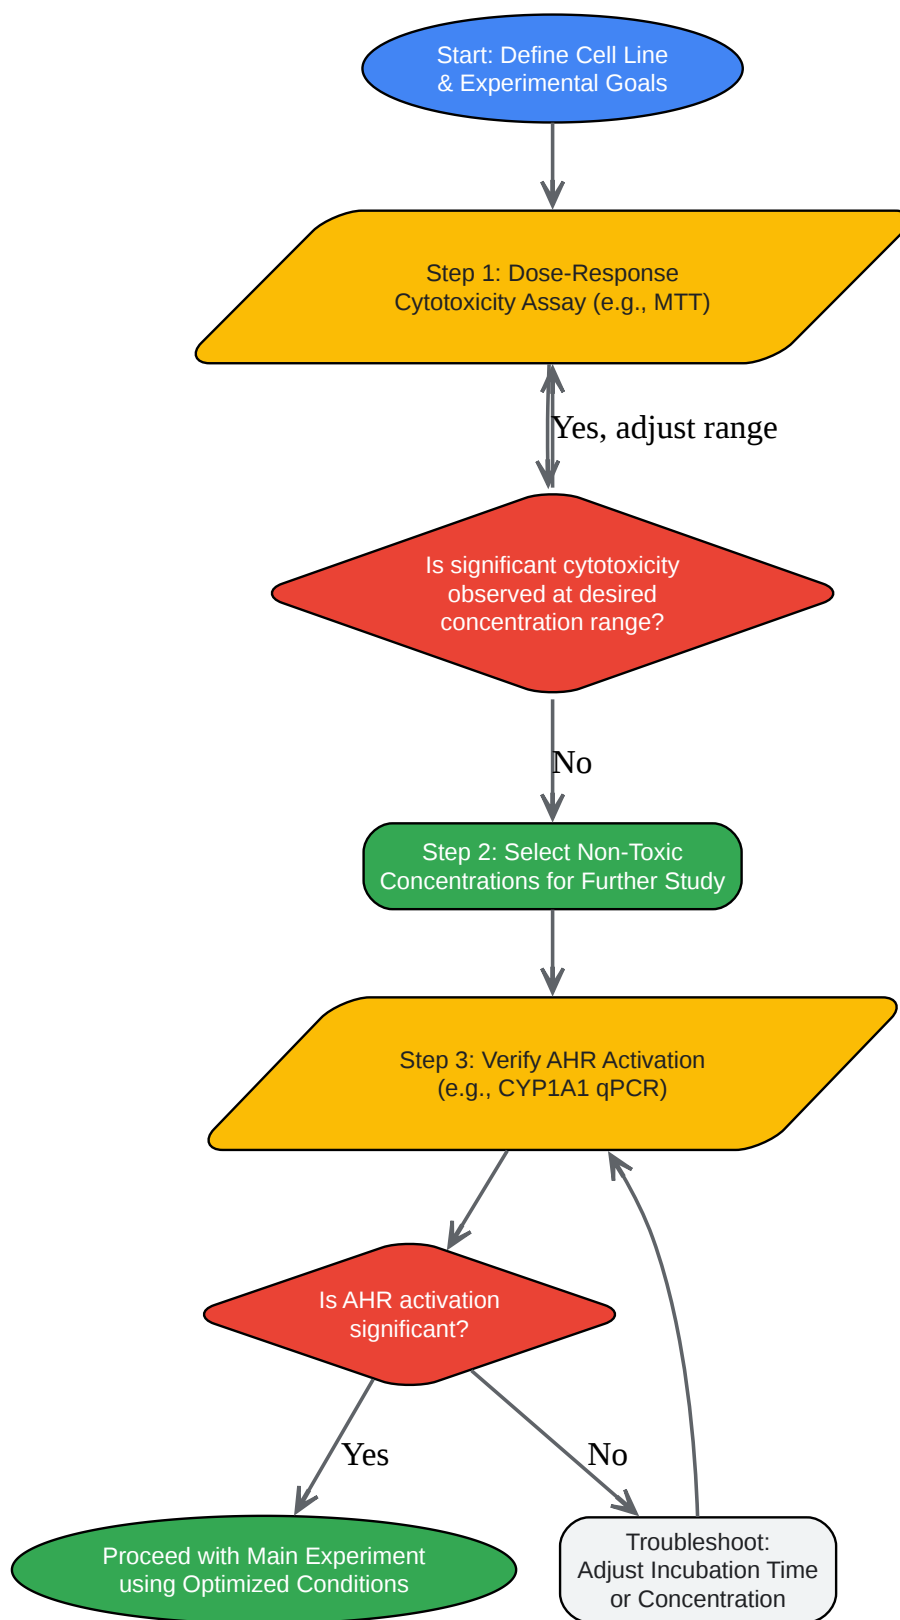 Start: Define Cell Line
& Experimental Goals
Step 1: Dose-Response
Cytotoxicity Assay (e.g., MTT)
Yes, adjust range
Is significant cytotoxicity
observed at desired
concentration range?
No
Step 2: Select Non-Toxic
Concentrations for Further Study
Step 3: Verify AHR Activation
(e.g., CYP1A1 qPCR)
Is AHR activation
significant?
Yes
No
Proceed with Main Experiment
using Optimized Conditions
Troubleshoot:
Adjust Incubation Time
or Concentration